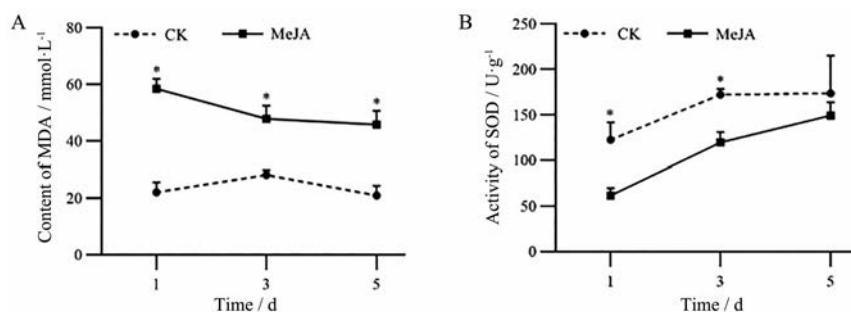 A
CK
MeJA
Content of MDA / mmol·L⁻¹
80
60
40
20
0
*
*
*
1
3
5
Time / d
B
CK
MeJA
Activity of SOD / U·g⁻¹
250
200
150
100
50
0
*
*
1
3
5
Time / d